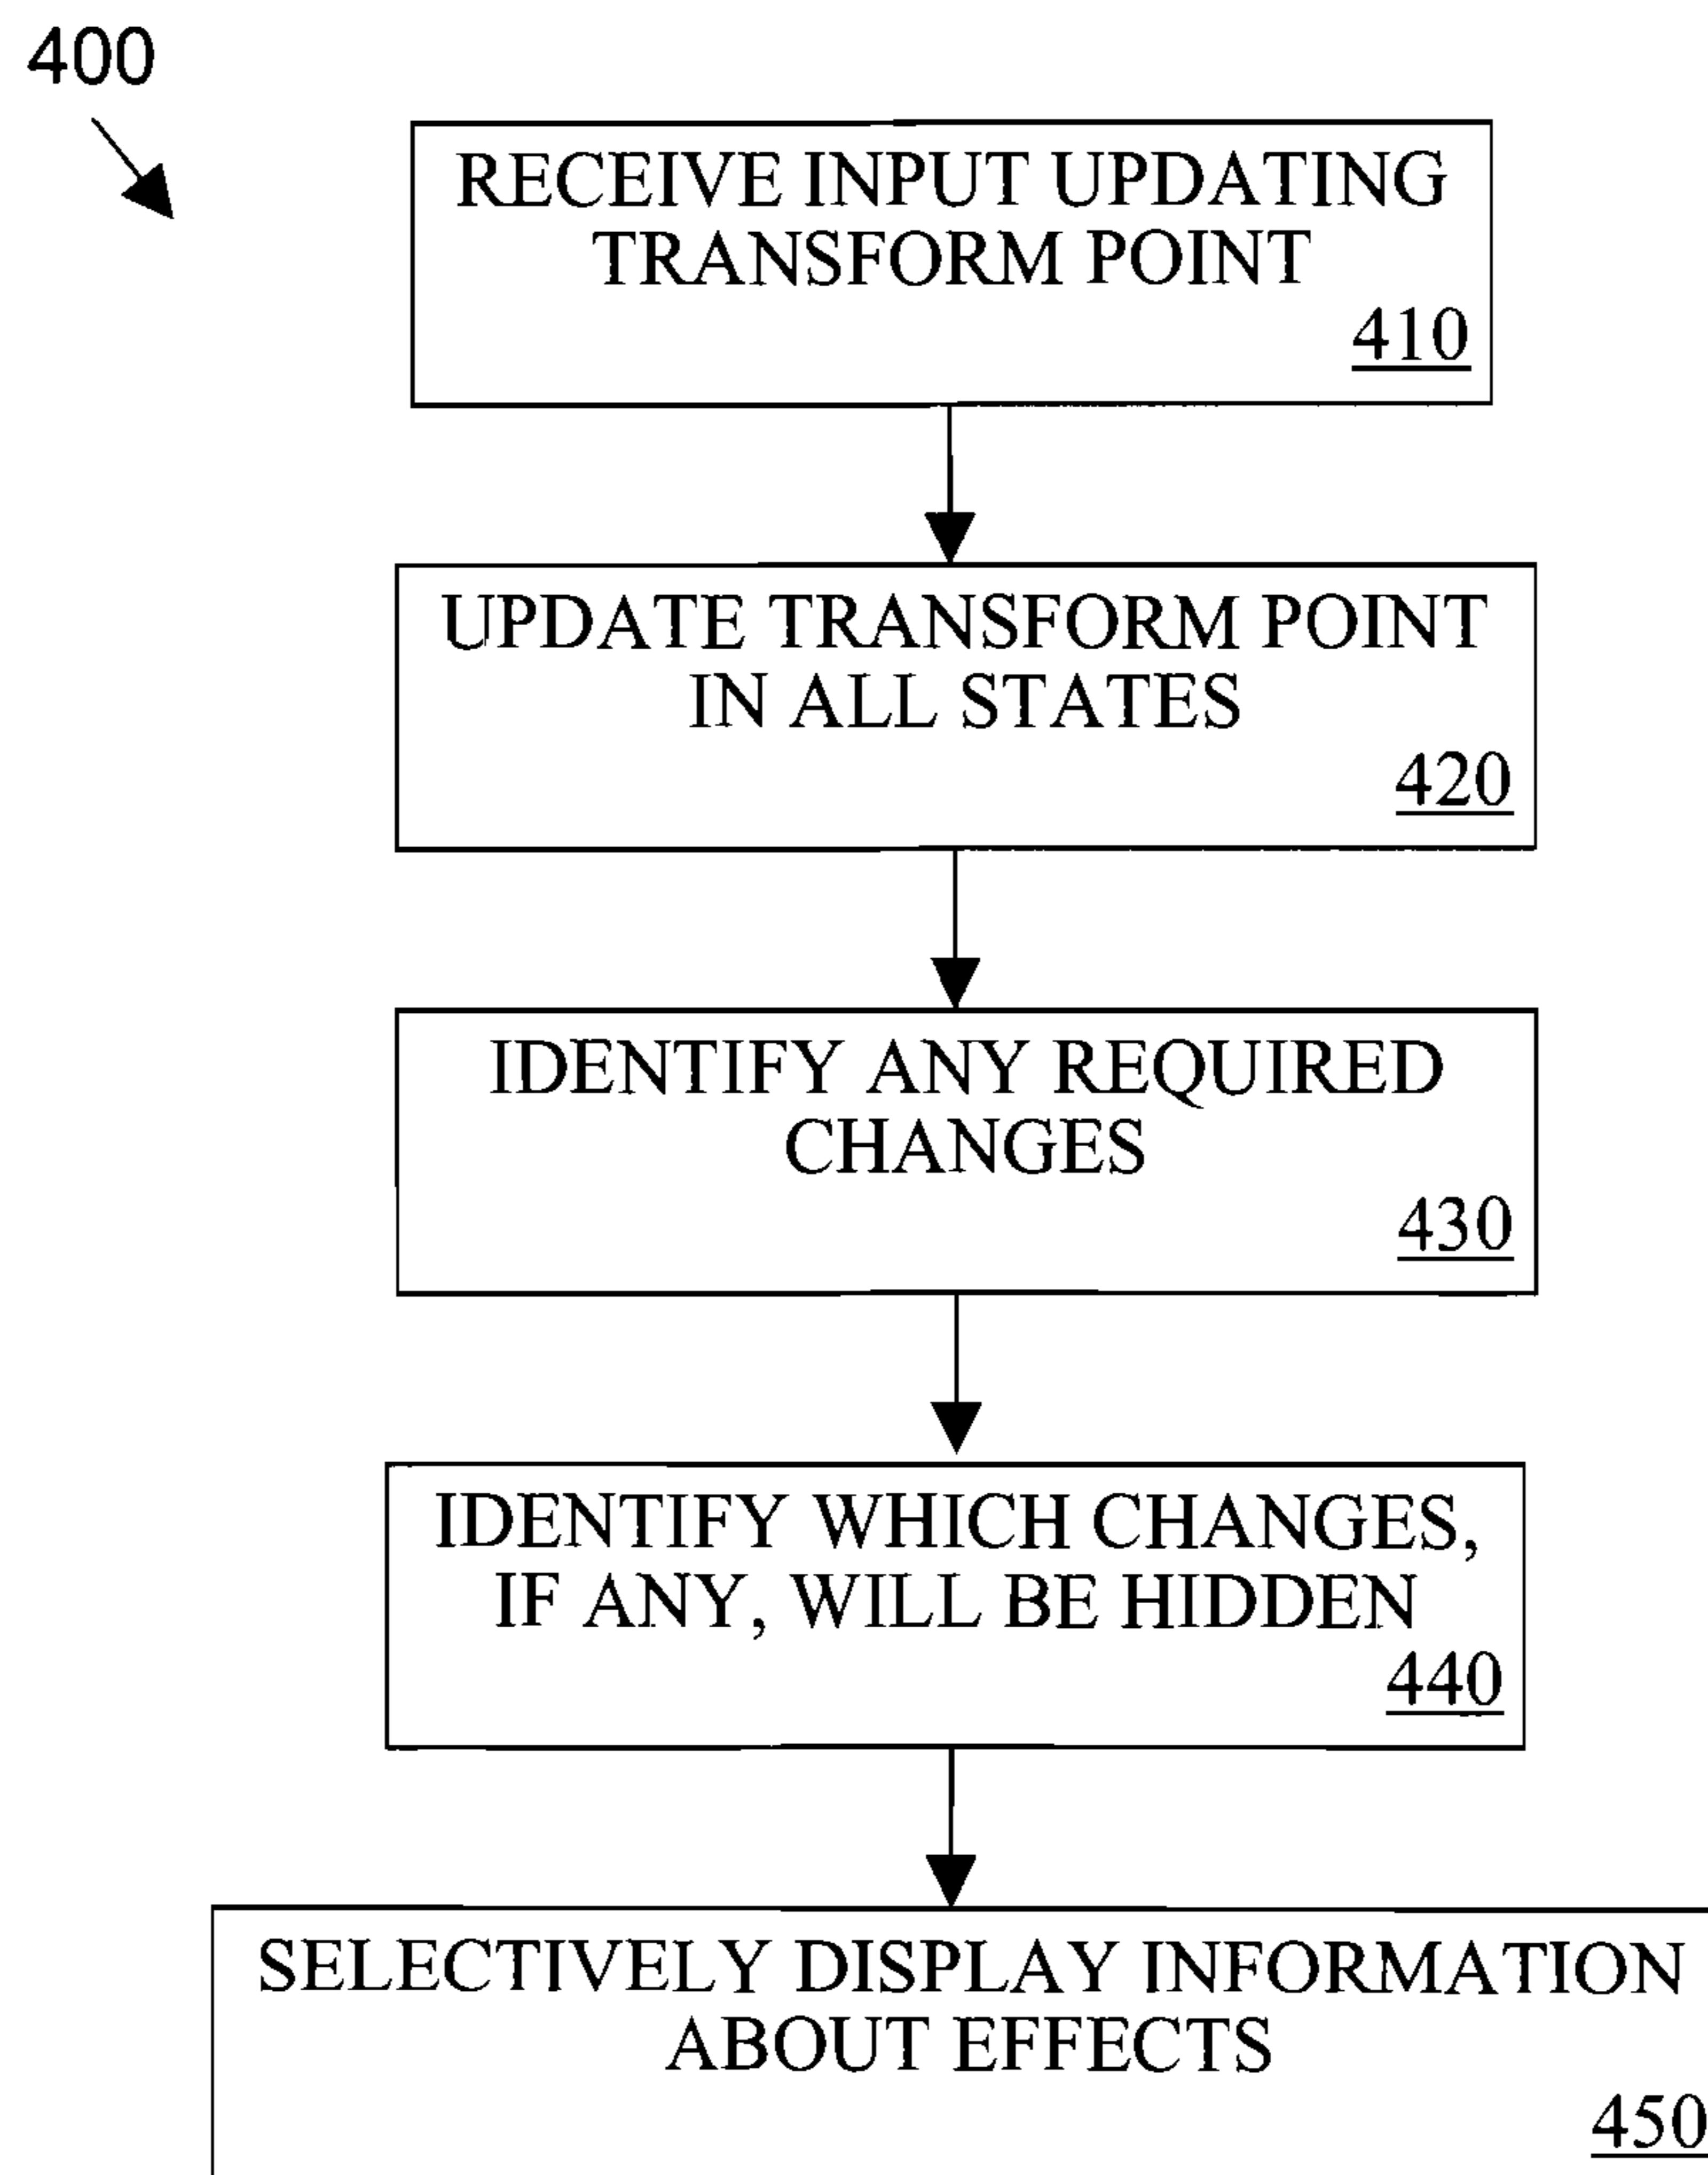 400
RECEIVE INPUT UPDATING
TRANSFORM POINT
410
UPDATE TRANSFORM POINT
IN ALL STATES
420
IDENTIFY ANY REQUIRED
CHANGES
430
IDENTIFY WHICH CHANGES,
IF ANY, WILL BE HIDDEN
440
SELECTIVELY DISPLAY INFORMATION
ABOUT EFFECTS
450